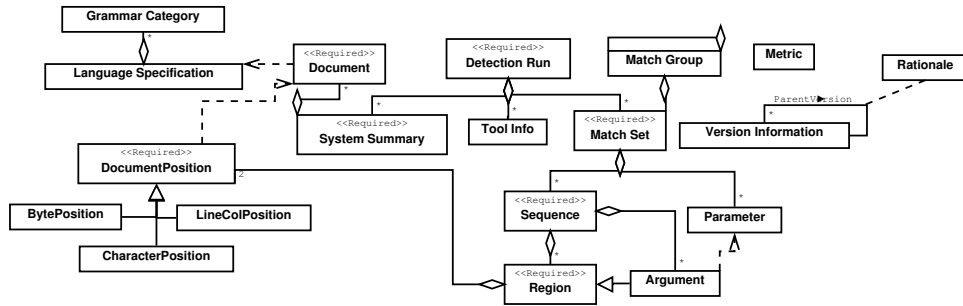 Grammar Category
Language Specification
<<Required>>
Document
*
*
<<Required>>
System Summary
<<Required>>
Detection Run
*
*
*
Tool Info
Match Group
<<Required>>
Match Set
Metric
Rationale
ParentVersion
*
Version Information
<<Required>>
DocumentPosition
2
BytePosition
LineColPosition
CharacterPosition
*
*
<<Required>>
Sequence
Parameter
*
*
<<Required>>
Region
Argument